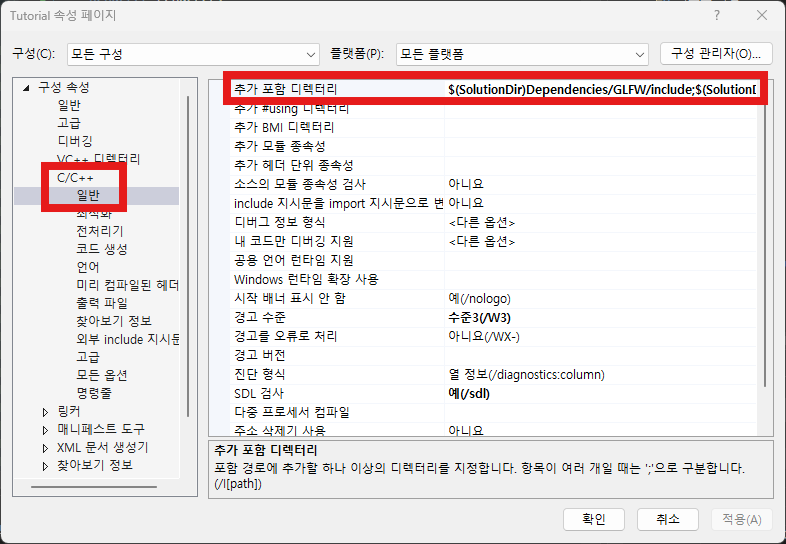 Tutorial 속성 페이지
구성(C): 모든 구성 플랫폼(P): 모든 플랫폼 구성 관리자(O)...
구성 속성
일반
고급
디버깅
VC++ 디렉터리
C/C++
일반
최적화
전처리기
코드 생성
언어
미리 컴파일된 헤더
출력 파일
찾아보기 정보
외부 include 지시문
고급
모든 옵션
명령줄
링커
매니페스트 도구
XML 문서 생성기
찾아보기 정보
추가 포함 디렉터리 $(SolutionDir)Dependencies/GLFW/include;$(SolutionD
추가 #using 디렉터리
추가 BMI 디렉터리
추가 모듈 종속성
추가 헤더 단위 종속성
소스의 모듈 종속성 검사 아니요
include 지시문을 import 지시문으로 변 아니요
디버그 정보 형식 <다른 옵션>
내 코드만 디버깅 지원 <다른 옵션>
공용 언어 런타임 지원
Windows 런타임 확장 사용
시작 배너 표시 안 함 예(/nologo)
경고 수준 수준3(/W3)
경고를 오류로 처리 아니요(/WX-)
경고 버전
진단 형식 열 정보(/diagnostics:column)
SDL 검사 예(/sdl)
다중 프로세서 컴파일
주소 삭제기 사용 아니요
추가 포함 디렉터리
포함 경로에 추가할 하나 이상의 디렉터리를 지정합니다. 항목이 여러 개일 때는 ';'으로 구분합니다.
(/I[path])
확인 취소 적용(A)